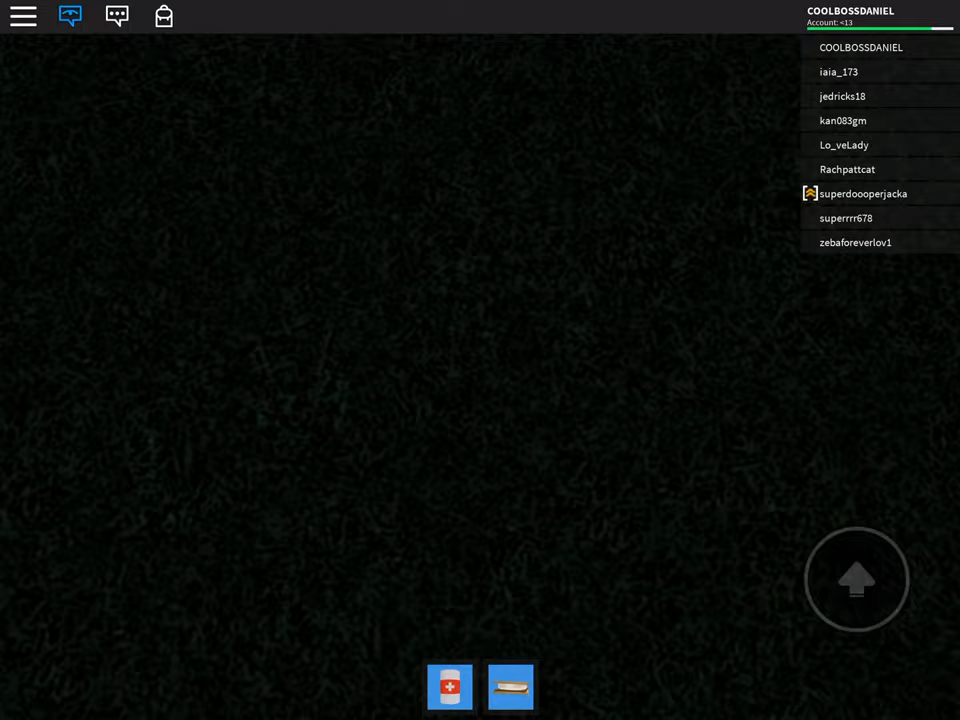 COOLBOSSDANIEL
Account: <13
COOLBOSSDANIEL
iaia_173
jedricks18
kan083gm
Lo_veLady
Rachpattcat
superdoooperjacka
superrrr678
zebaforeverlov1